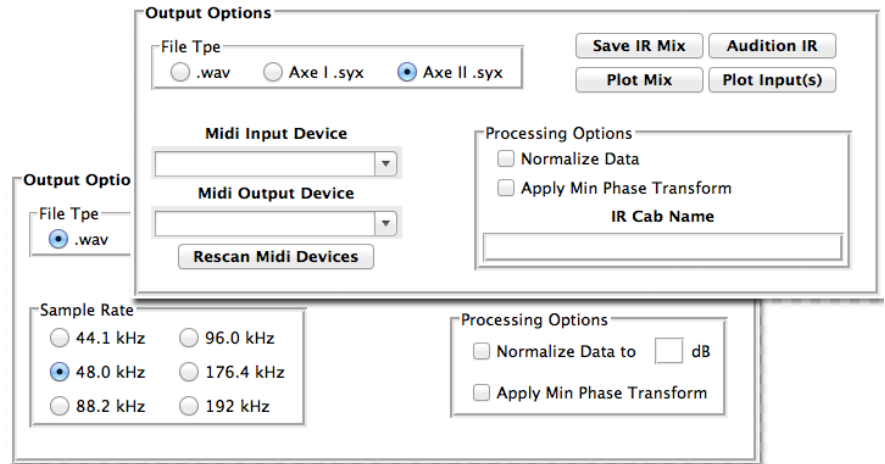 Output Options
File Tpe
.wav Axe I .syx Axe II .syx
Save IR Mix Audition IR
Plot Mix Plot Input(s)
Midi Input Device
Midi Output Device
Rescan Midi Devices
Processing Options
Normalize Data
Apply Min Phase Transform
IR Cab Name
Output Optio
File Tpe
.wav
Sample Rate
44.1 kHz 96.0 kHz
48.0 kHz 176.4 kHz
88.2 kHz 192 kHz
Processing Options
Normalize Data to dB
Apply Min Phase Transform